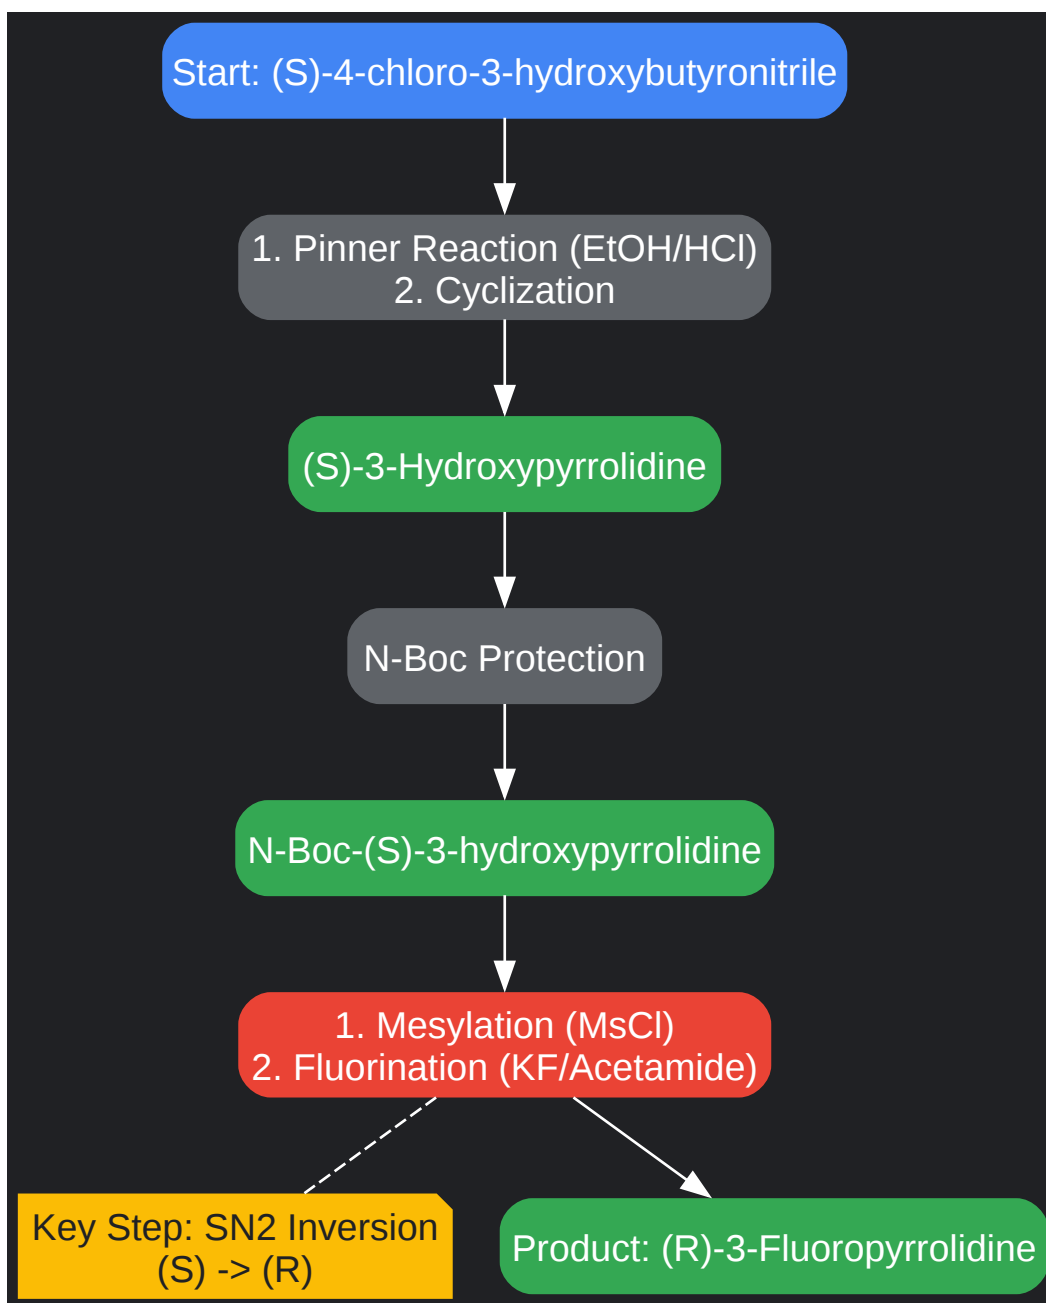 Start: (S)-4-chloro-3-hydroxybutyronitrile
1. Pinner Reaction (EtOH/HCl)
2. Cyclization
(S)-3-Hydroxypyrrolidine
N-Boc Protection
N-Boc-(S)-3-hydroxypyrrolidine
1. Mesylation (MsCl)
2. Fluorination (KF/Acetamide)
Key Step: SN2 Inversion
(S) -> (R)
Product: (R)-3-Fluoropyrrolidine